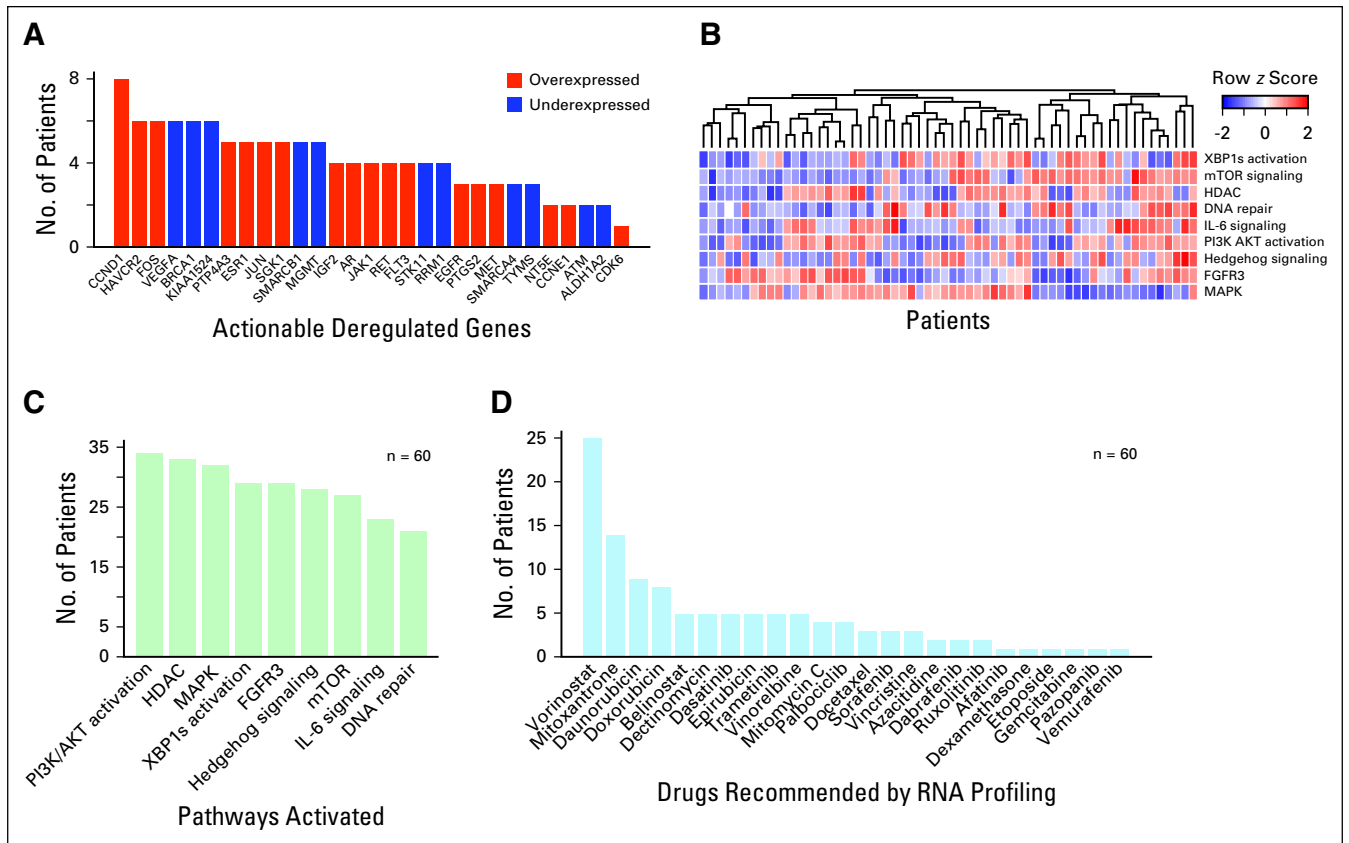 A
No. of Patients
8
4
0
Overexpressed
Underexpressed
CCND1
HAVCR2
FOS
VEGFA
BRCA1
KIAA1524
PTP4A3
ESR1
JUN
SGK1
SMARCB1
MGMT
IGF2
AR
JAK1
RET
FLT3
STK11
RRM1
EGFR
PTGS2
MET
SMARCA4
TYMS
NT5E
CCNE1
ATM
ALDH1A2
CDK6
Actionable Deregulated Genes
B
Row z Score
-2 0 2
XBP1s activation
mTOR signaling
HDAC
DNA repair
IL-6 signaling
PI3K AKT activation
Hedgehog signaling
FGFR3
MAPK
Patients
C
No. of Patients
35
25
15
5
0
n = 60
PI3K/AKT activation
HDAC
MAPK
XBP1s activation
FGFR3
Hedgehog signaling
mTOR
IL-6 signaling
DNA repair
Pathways Activated
D
No. of Patients
25
20
15
10
5
0
n = 60
Vorinostat
Mitoxantrone
Daunorubicin
Doxorubicin
Belinostat
Dectinomycin
Dasatinib
Epirubicin
Trametinib
Vinorelbine
Mitomycin C
Palbociclib
Docetaxel
Sorafenib
Vincristine
Azacitidine
Dabrafenib
Ruxolitinib
Afatinib
Dexamethasone
Etoposide
Gemcitabine
Pazopanib
Vemurafenib
Drugs Recommended by RNA Profiling